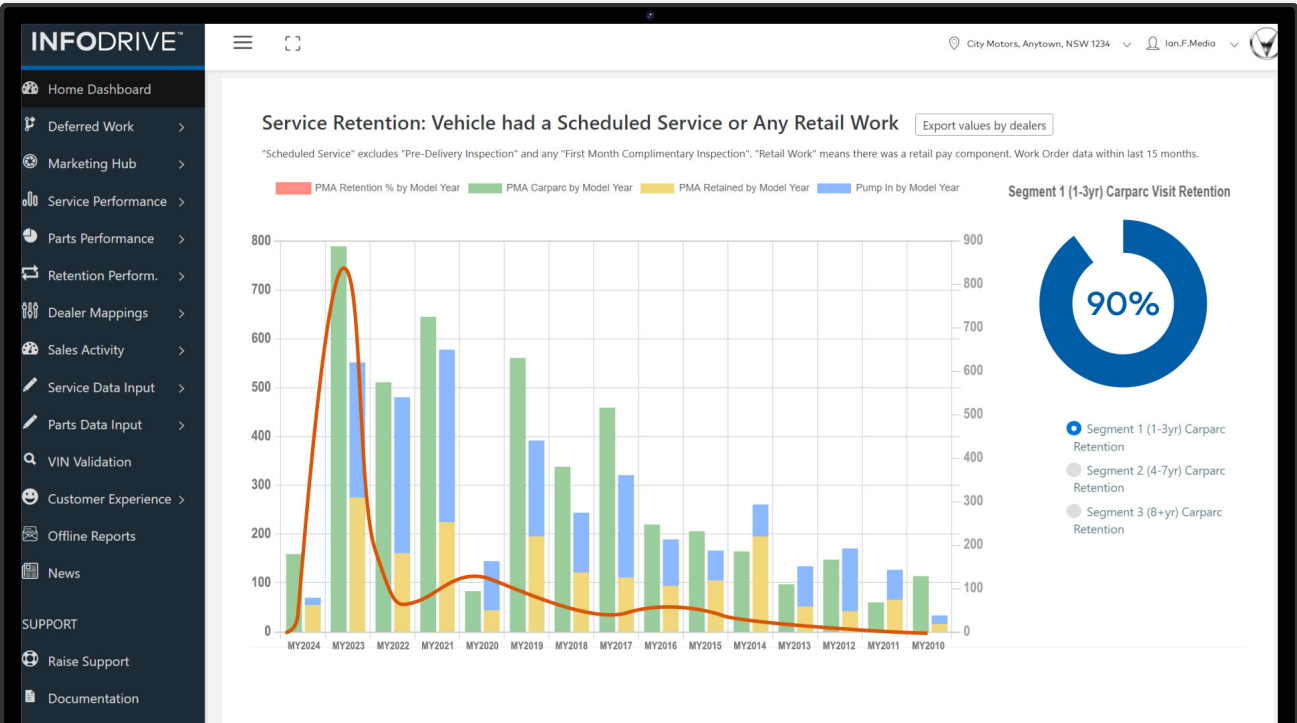 INFODRIVE™
City Motors, Anytown, NSW 1234
Ian.F.Media
Home Dashboard
Deferred Work
Marketing Hub
Service Performance
Parts Performance
Retention Perform.
Dealer Mappings
Sales Activity
Service Data Input
Parts Data Input
VIN Validation
Customer Experience
Offline Reports
News
SUPPORT
Raise Support
Documentation
Service Retention: Vehicle had a Scheduled Service or Any Retail Work
Export values by dealers
"Scheduled Service" excludes "Pre-Delivery Inspection" and any "First Month Complimentary Inspection". "Retail Work" means there was a retail pay component. Work Order data within last 15 months.
PMA Retention % by Model Year PMA Carparc by Model Year PMA Retained by Model Year Pump In by Model Year
800
700
600
500
400
300
200
100
0
900
800
700
600
500
400
300
200
100
0
MY2024 MY2023 MY2022 MY2021 MY2020 MY2019 MY2018 MY2017 MY2016 MY2015 MY2014 MY2013 MY2012 MY2011 MY2010
Segment 1 (1-3yr) Carparc Visit Retention
90%
Segment 1 (1-3yr) Carparc
Retention
Segment 2 (4-7yr) Carparc
Retention
Segment 3 (8+yr) Carparc
Retention